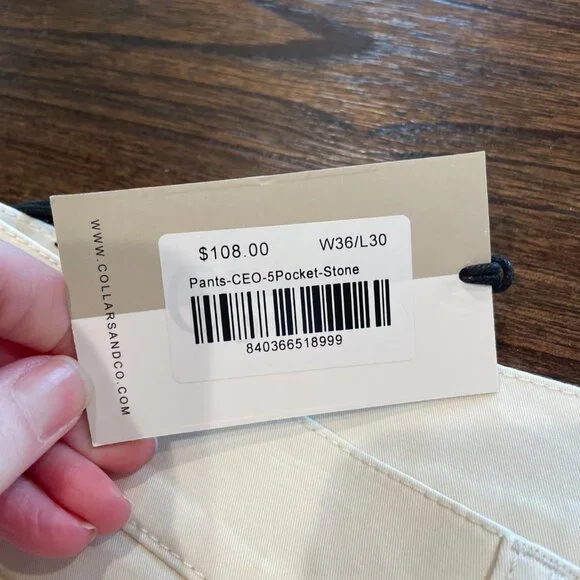 WWW.COLLARSANDCO.COM
$108.00 W36/L30
Pants-CEO-5Pocket-Stone
840366518999